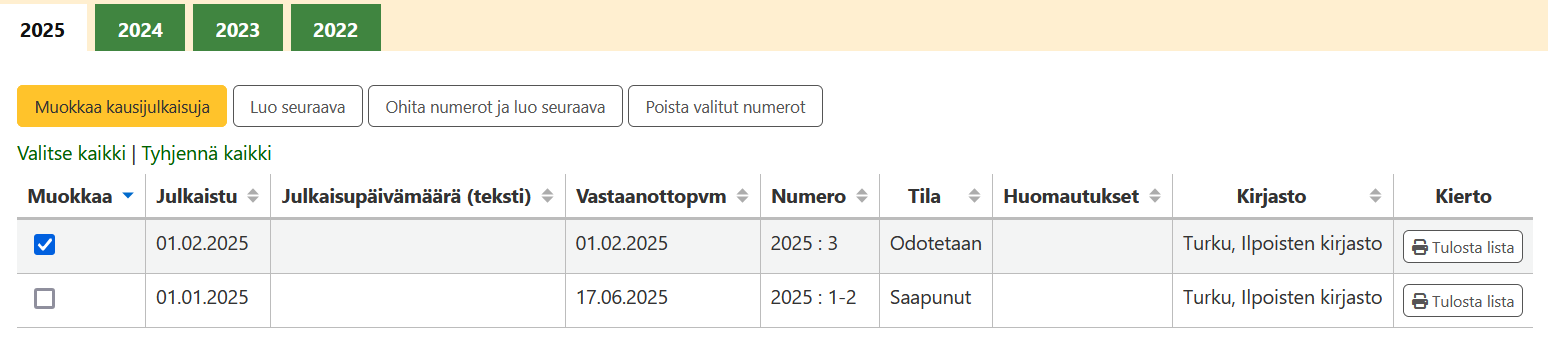 2025 2024 2023 2022
Muokkaa kausijulkaisuja Luo seuraava Ohita numerot ja luo seuraava Poista valitut numerot
Valitse kaikki | Tyhjennä kaikki
Muokkaa Julkaistu Julkaisupäivämäärä (teksti) Vastaanottopvm Numero Tila Huomautukset Kirjasto Kierto
01.02.2025 01.02.2025 2025 : 3 Odotetaan Turku, Ilpoisten kirjasto Tulosta lista
01.01.2025 17.06.2025 2025 : 1-2 Saapunut Turku, Ilpoisten kirjasto Tulosta lista